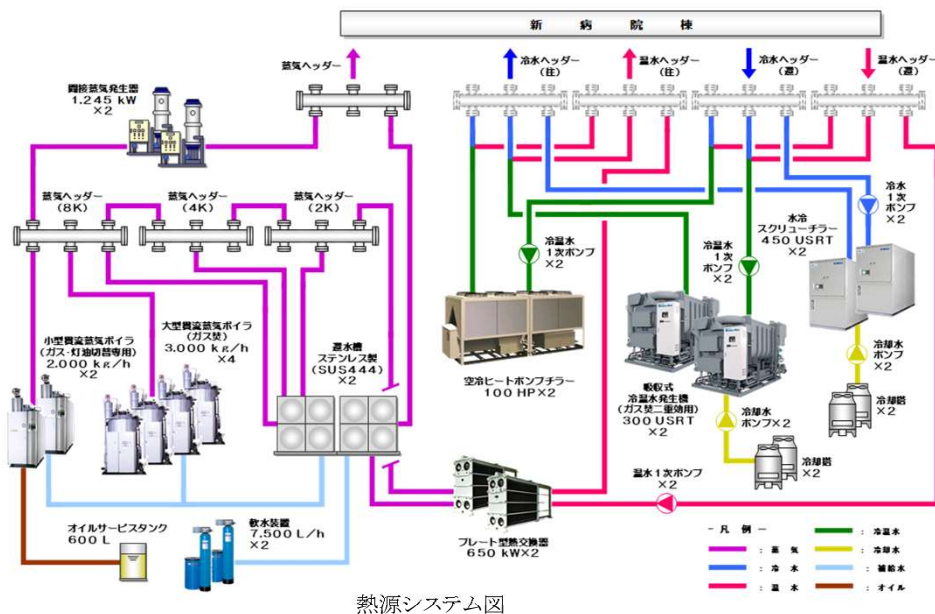 新病院棟
蒸気ヘッダー
冷水ヘッダー
(往)
温水ヘッダー
(往)
冷水ヘッダー
(還)
温水ヘッダー
(還)
間接蒸気発生器
1.245 kW
×2
蒸気ヘッダー
(8K)
蒸気ヘッダー
(4K)
蒸気ヘッダー
(2K)
冷温水
1次ポンプ
×2
冷温水
1次
ポンプ
×2
水冷
スクリューチラー
450 USRT
×2
冷水
1次
ポンプ
×2
小型貫流蒸気ボイラ
(ガス・灯油切替専用)
2.000 kg/h
×2
大型貫流蒸気ボイラ
(ガス焚)
3.000 kg/h
×4
還水槽
ステンレス製
(SUS444)
×2
空冷ヒートポンプチラー
100 HP×2
吸収式
冷温水発生機
(ガス焚二重効用)
300 USRT
×2
冷却水
ポンプ
×2
冷却塔
×2
冷却水
ポンプ×2
冷却塔
×2
オイルサービスタンク
600 L
軟水装置
7.500 L/h
×2
プレート型熱交換器
650 kW×2
温水1次ポンプ
×2
－凡例－
：蒸気
：冷水
：温水
：冷温水
：冷却水
：補給水
：オイル
熱源システム図